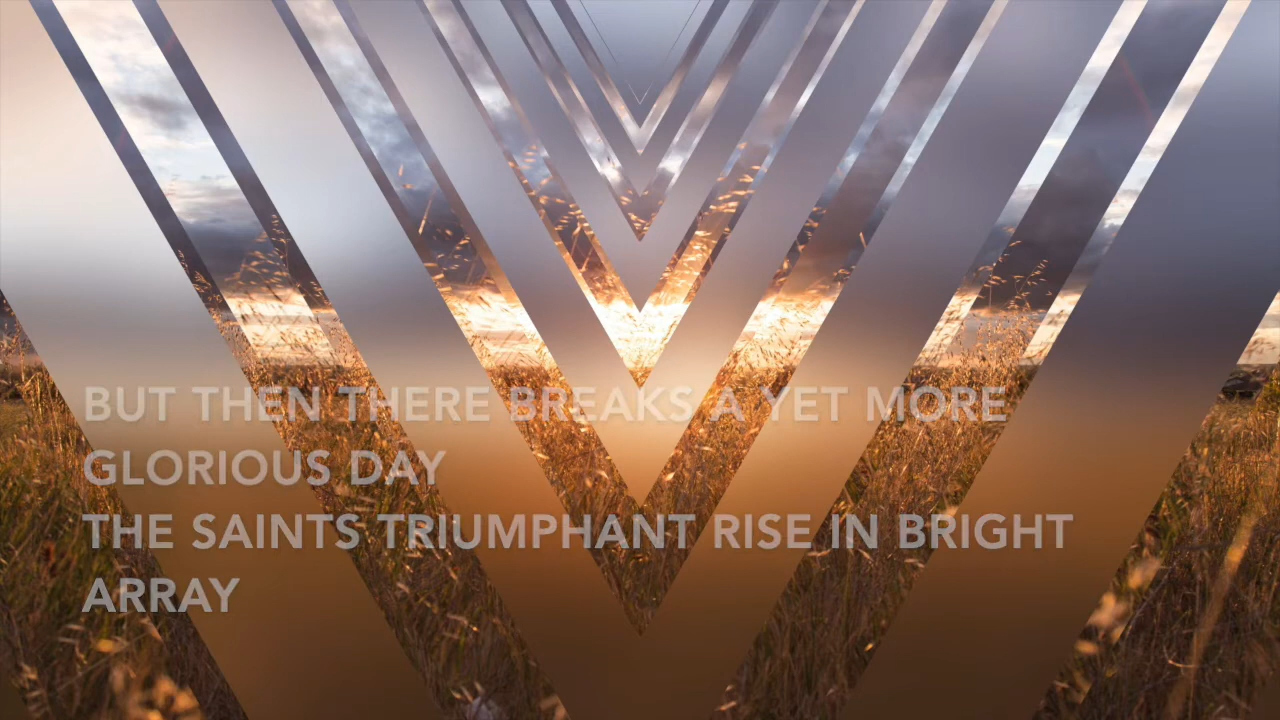 BUT THEN THERE BREAKS A YET MORE
GLORIOUS DAY
THE SAINTS TRIUMPHANT RISE IN BRIGHT
ARRAY